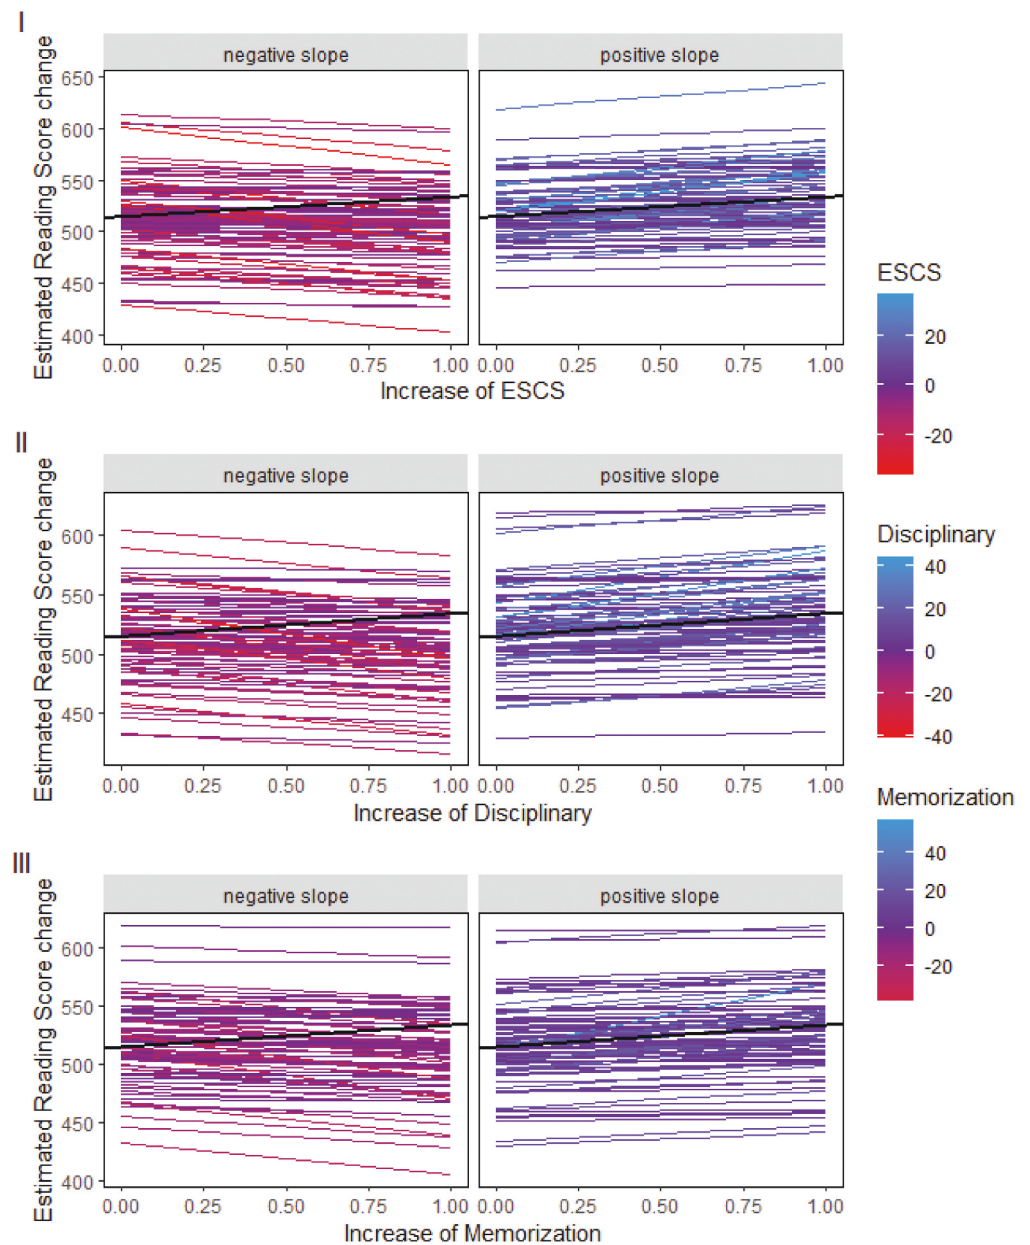 I
negative slope
positive slope
Estimated Reading Score change
650
600
550
500
450
400
0.00 0.25 0.50 0.75 1.00 0.00 0.25 0.50 0.75 1.00
Increase of ESCS
ESCS
20
0
-20
II
negative slope
positive slope
Estimated Reading Score change
600
550
500
450
0.00 0.25 0.50 0.75 1.00 0.00 0.25 0.50 0.75 1.00
Increase of Disciplinary
Disciplinary
40
20
0
-20
-40
III
negative slope
positive slope
Estimated Reading Score change
600
550
500
450
400
0.00 0.25 0.50 0.75 1.00 0.00 0.25 0.50 0.75 1.00
Increase of Memorization
Memorization
40
20
0
-20